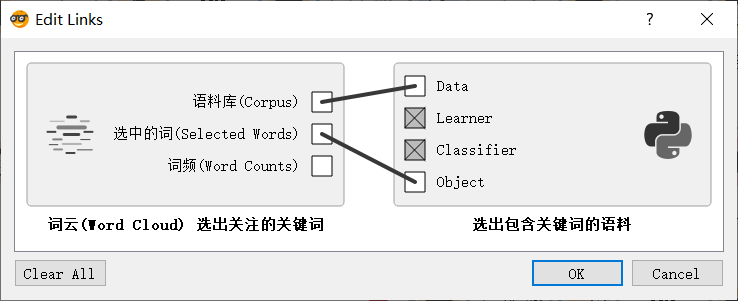 Edit Links
?
语料库(Corpus)
选中的词(Selected Words)
词频(Word Counts)
Data
Learner
Classifier
Object
词云(Word Cloud) 选出关注的关键词
选出包含关键词的语料
Clear All
OK
Cancel